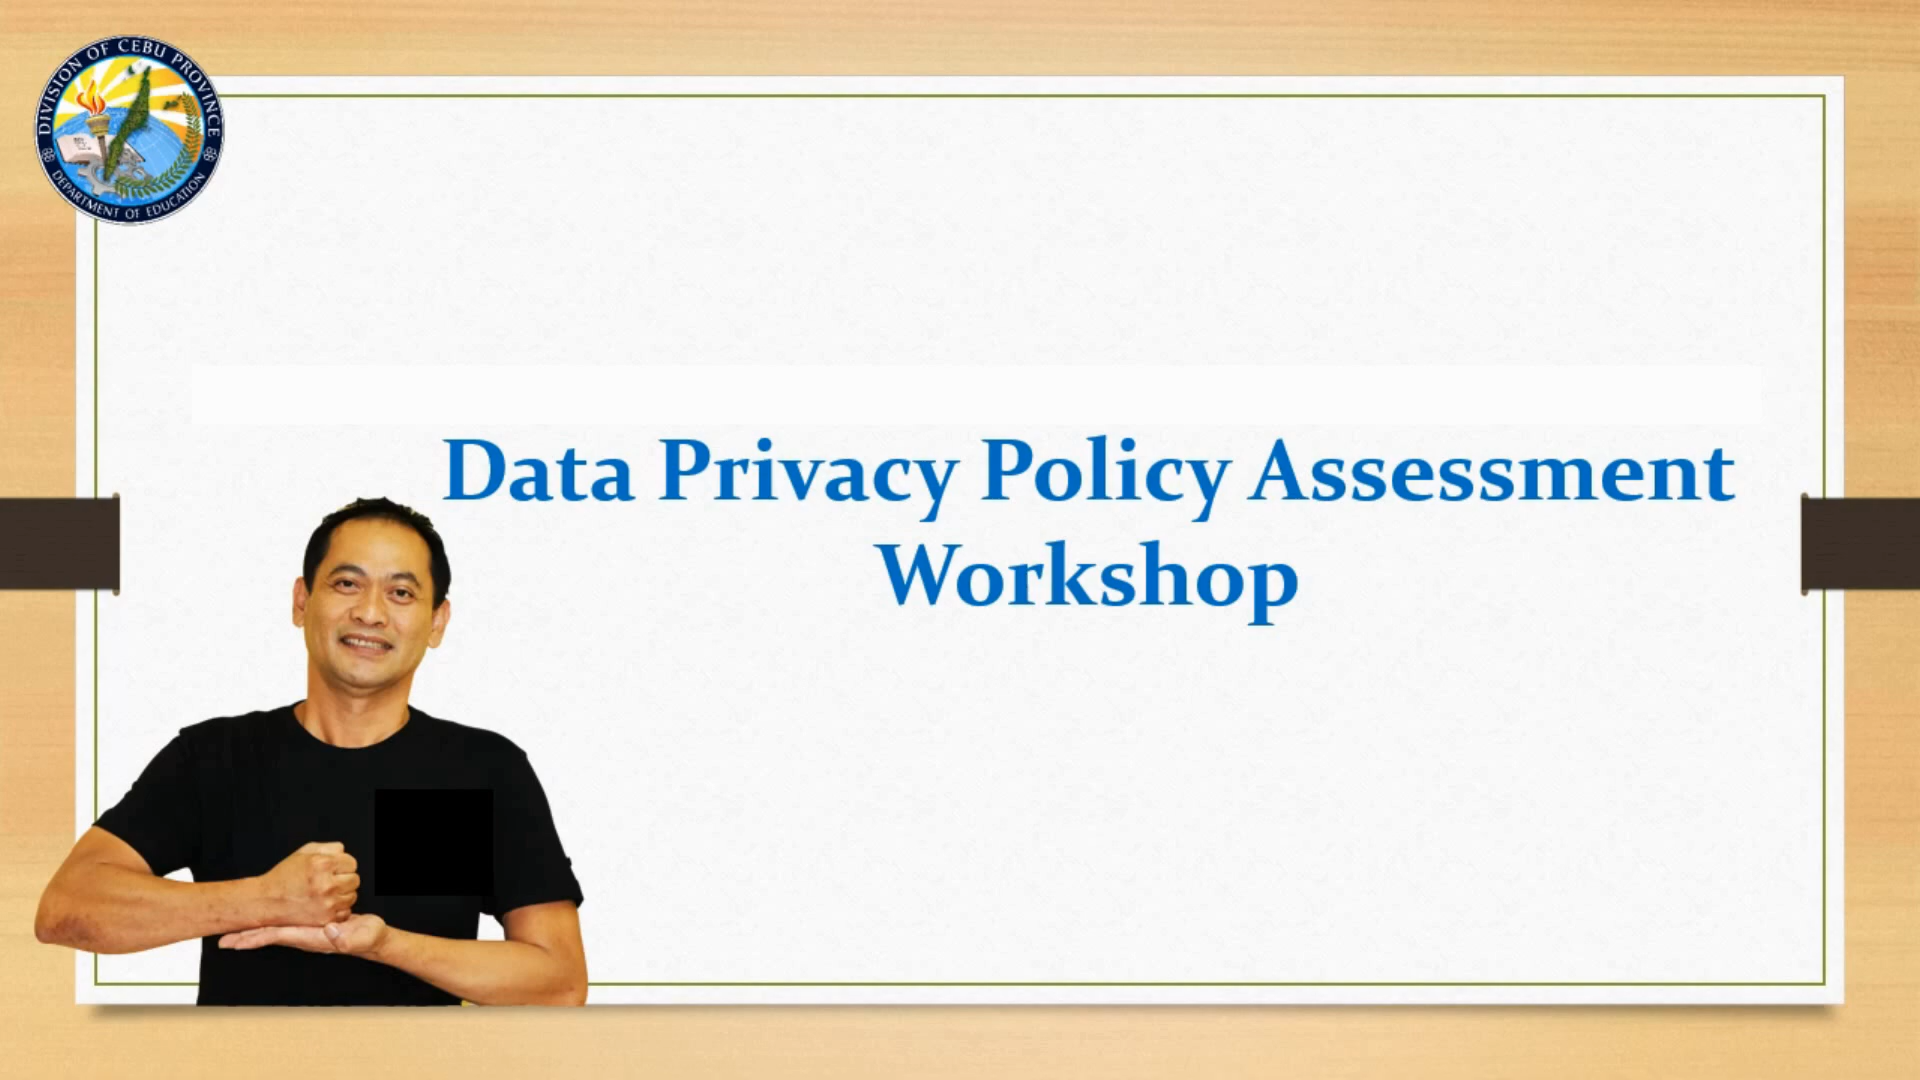 DIVISION OF CEBU PROVINCE
DEPARTMENT OF EDUCATION
Data Privacy Policy Assessment
Workshop